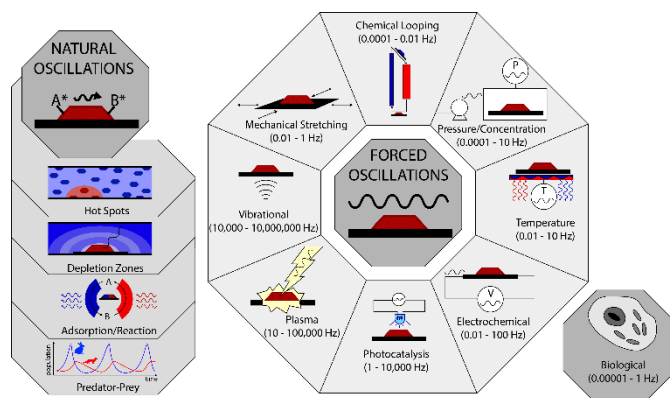 NATURAL
OSCILLATIONS
A* B*
Hot Spots
Depletion Zones
A
B
Adsorption/Reaction
population
time
Predator-Prey
Chemical Looping
(0.0001 - 0.01 Hz)
P
Pressure/Concentration
(0.0001 - 10 Hz)
T
Temperature
(0.01 - 10 Hz)
V
Electrochemical
(0.01 - 100 Hz)
Photocatalysis
(1 - 10,000 Hz)
Plasma
(10 - 100,000 Hz)
Vibrational
(10,000 - 10,000,000 Hz)
Mechanical Stretching
(0.01 - 1 Hz)
FORCED
OSCILLATIONS
Biological
(0.00001 - 1 Hz)